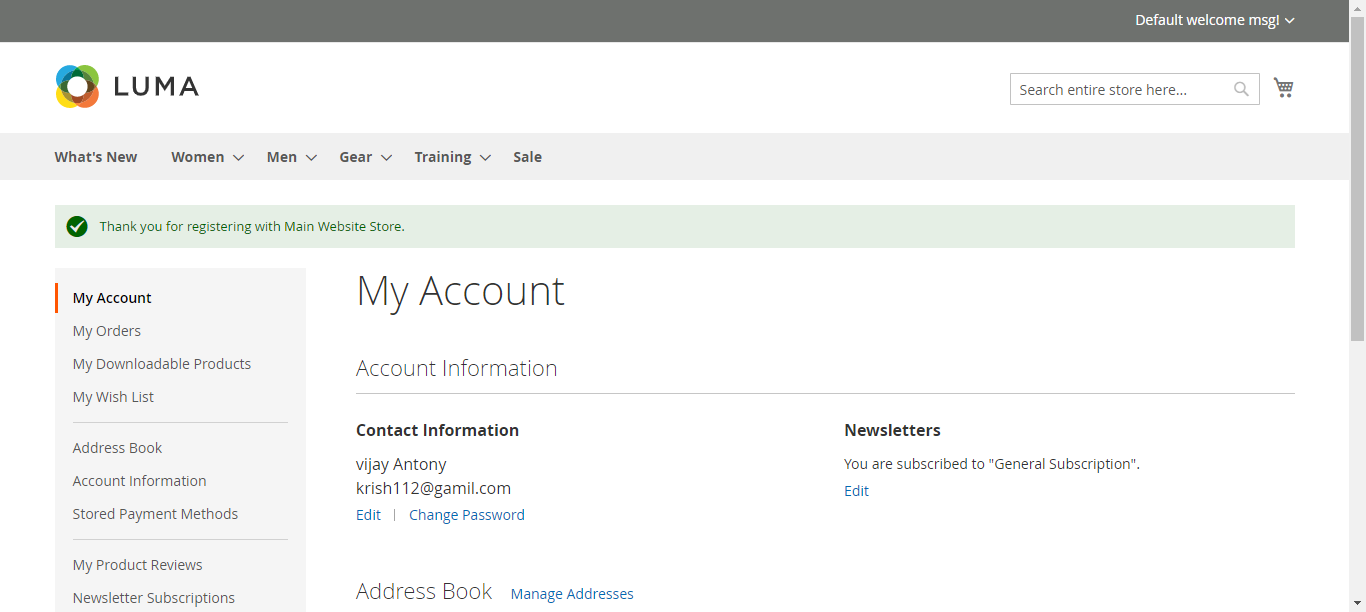 Default welcome msg!
LUMA
Search entire store here...
What's New Women Men Gear Training Sale
Thank you for registering with Main Website Store.
My Account
My Orders
My Downloadable Products
My Wish List
Address Book
Account Information
Stored Payment Methods
My Product Reviews
Newsletter Subscriptions
My Account
Account Information
Contact Information
vijay Antony
krish112@gamil.com
Edit | Change Password
Newsletters
You are subscribed to "General Subscription".
Edit
Address Book Manage Addresses